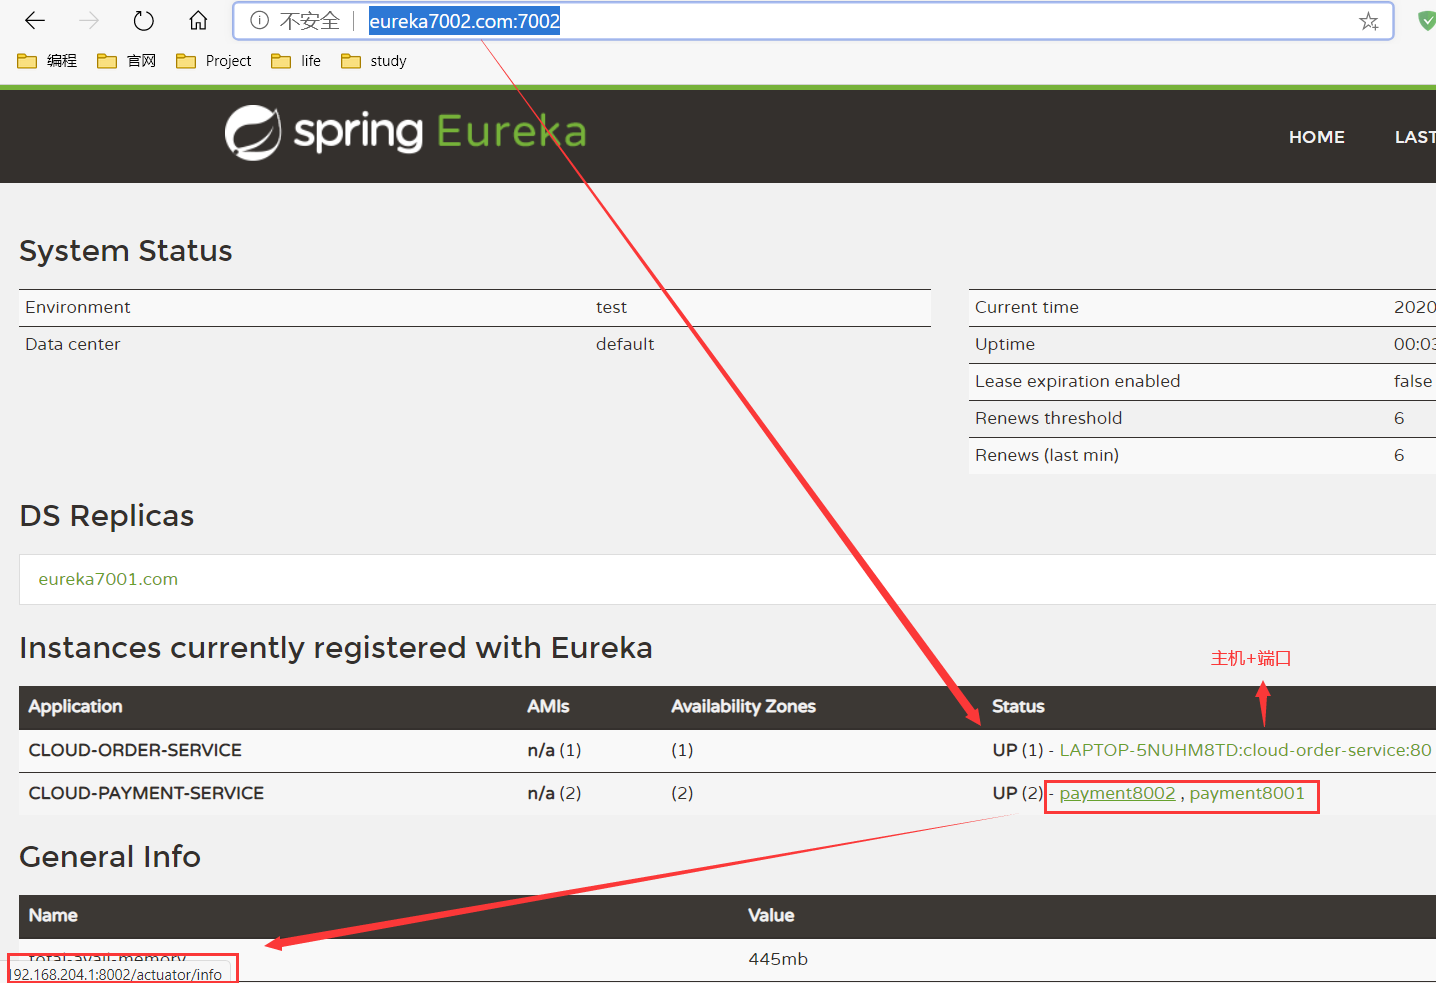 不安全 eureka7002.com:7002
编程 官网 Project life study
spring Eureka HOME LAST
System Status
Environment test Current time 2020
Data center default Uptime 00:03
Lease expiration enabled false
Renews threshold 6
Renews (last min) 6
DS Replicas
eureka7001.com
Instances currently registered with Eureka
主机+端口
Application AMIs Availability Zones Status
CLOUD-ORDER-SERVICE n/a (1) (1) UP (1) - LAPTOP-5NUHM8TD:cloud-order-service:80
CLOUD-PAYMENT-SERVICE n/a (2) (2) UP (2) - payment8002 , payment8001
General Info
Name Value
total-avail-memory 445mb
192.168.204.1:8002/actuator/info